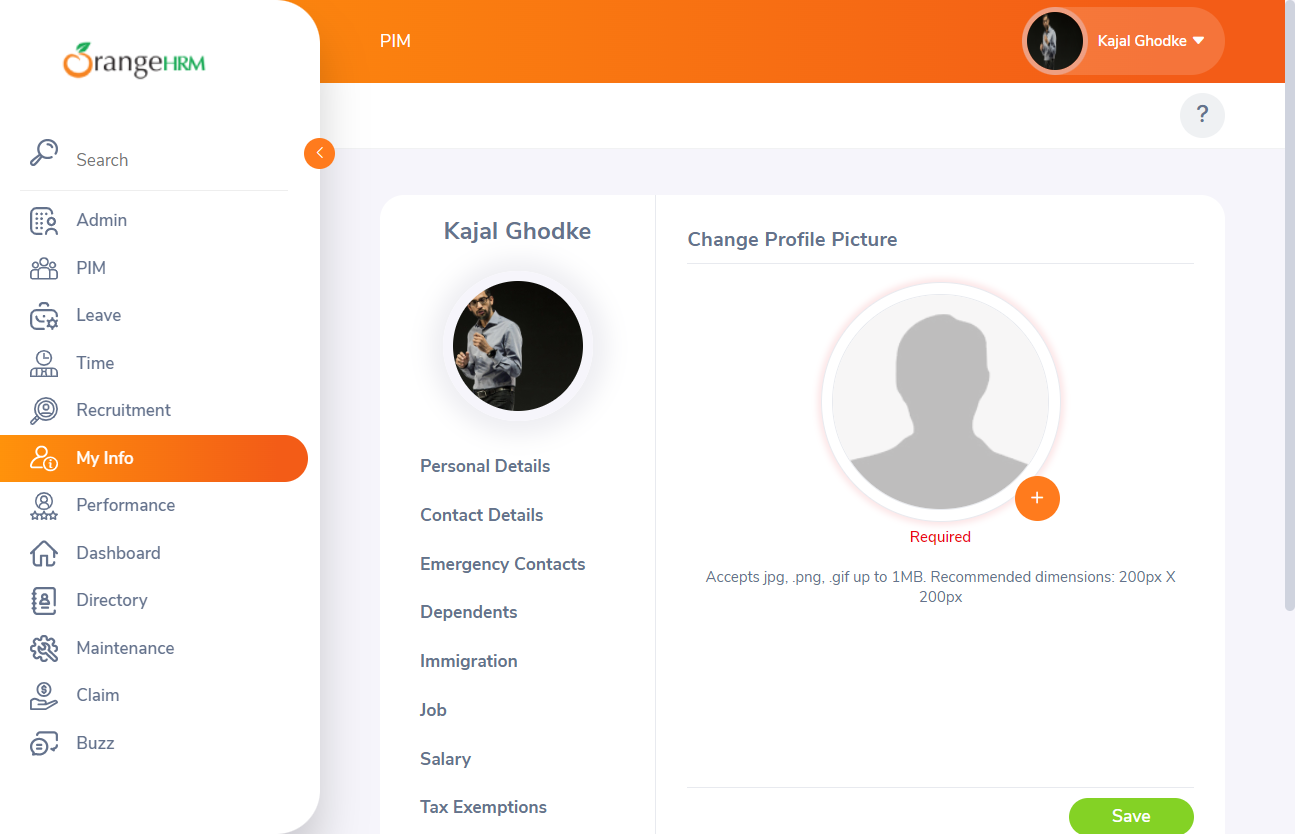 OrangeHRM
PIM
Kajal Ghodke
?
Search
Admin
PIM
Leave
Time
Recruitment
My Info
Performance
Dashboard
Directory
Maintenance
Claim
Buzz
Kajal Ghodke
Personal Details
Contact Details
Emergency Contacts
Dependents
Immigration
Job
Salary
Tax Exemptions
Change Profile Picture
+
Required
Accepts jpg, .png, .gif up to 1MB. Recommended dimensions: 200px X
200px
Save